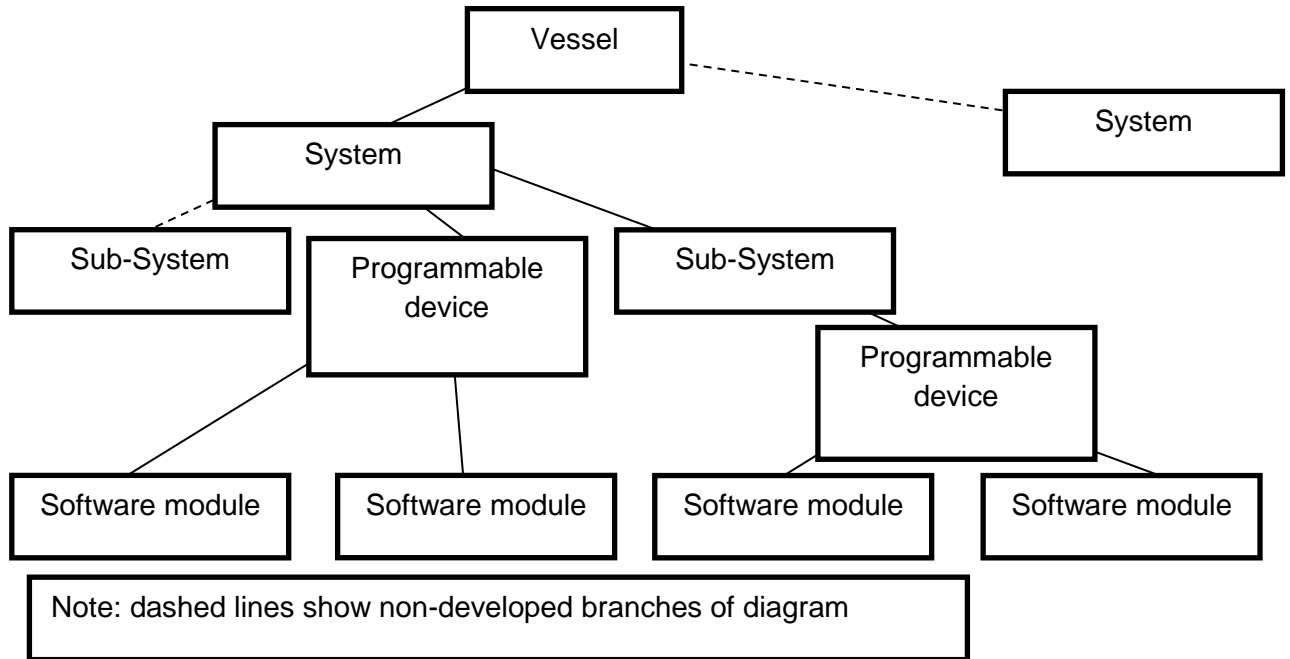 Vessel
System
System
Sub-System
Programmable
device
Sub-System
Programmable
device
Software module
Software module
Software module
Software module
Note: dashed lines show non-developed branches of diagram